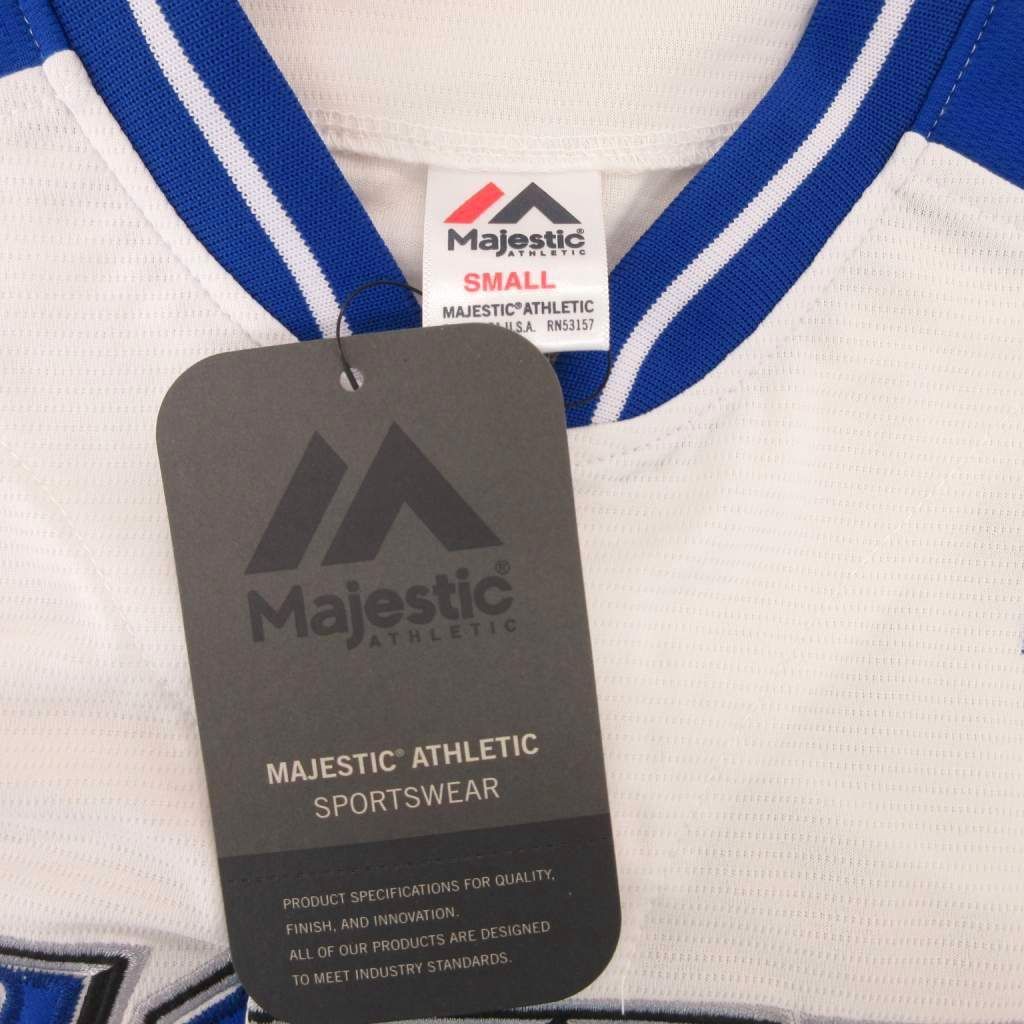 Majestic®
ATHLETIC
SMALL
MAJESTIC® ATHLETIC
U.S.A. RN53157
Majestic®
ATHLETIC
MAJESTIC® ATHLETIC
SPORTSWEAR
PRODUCT SPECIFICATIONS FOR QUALITY,
FINISH, AND INNOVATION.
ALL OF OUR PRODUCTS ARE DESIGNED
TO MEET INDUSTRY STANDARDS.